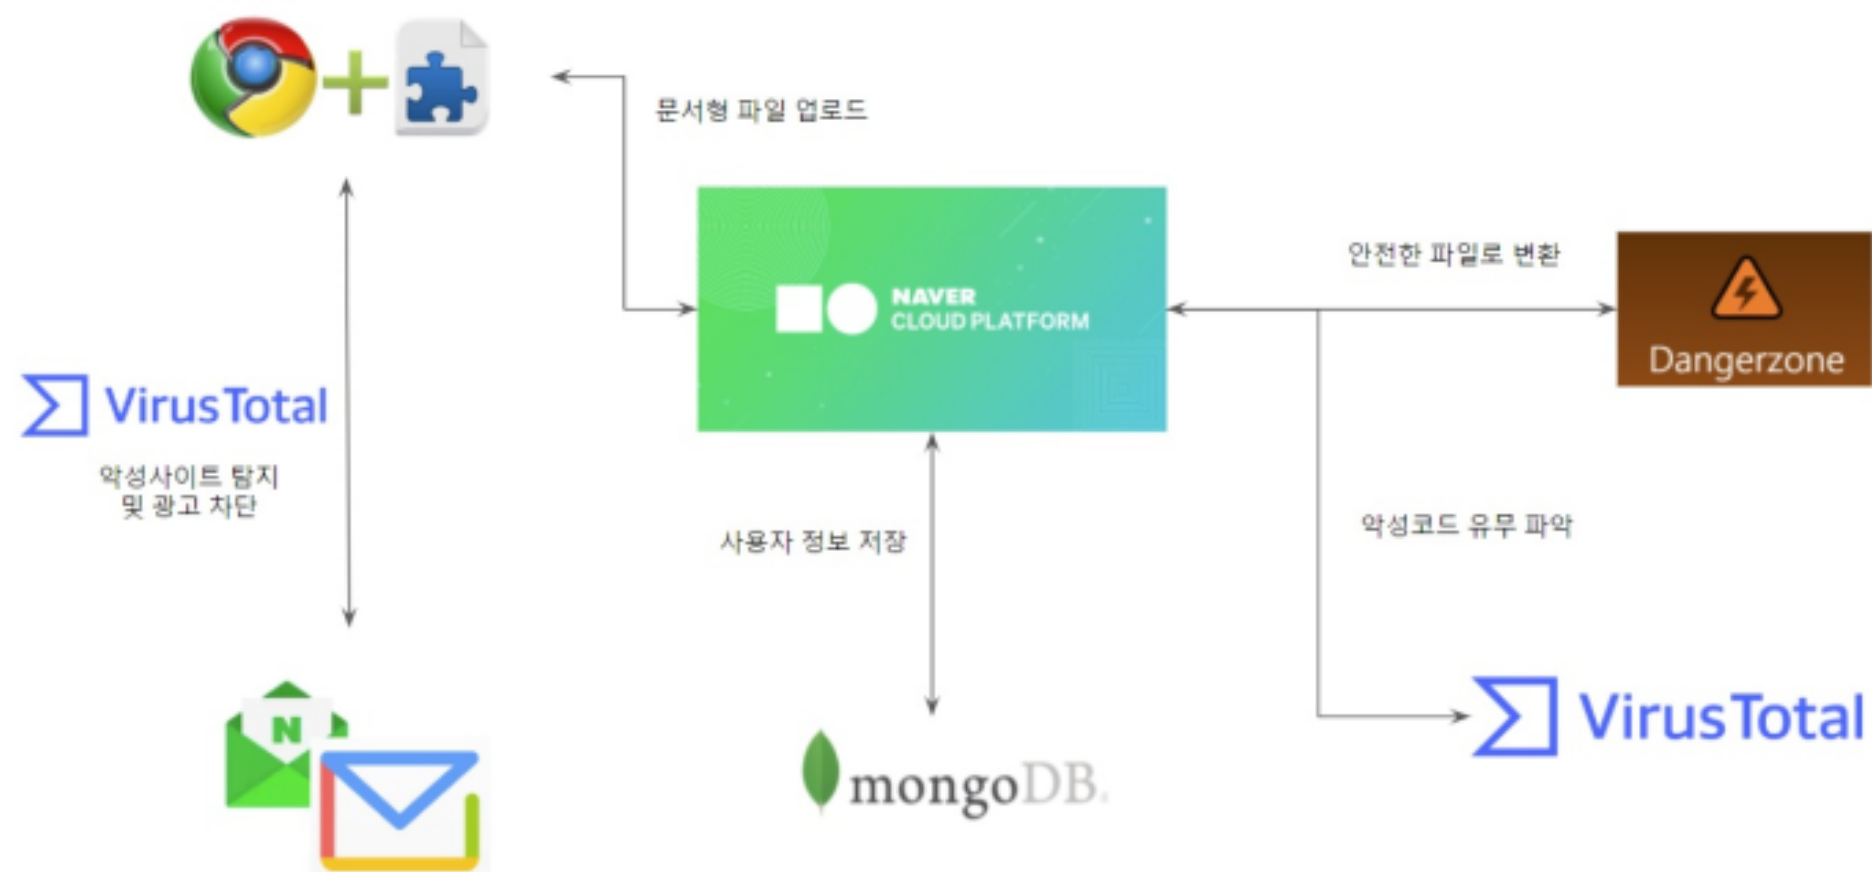 문서형 파일 업로드
NAVER
CLOUD PLATFORM
안전한 파일로 변환
Dangerzone
VirusTotal
악성사이트 탐지
및 광고 차단
사용자 정보 저장
악성코드 유무 파악
N
mongoDB.
VirusTotal